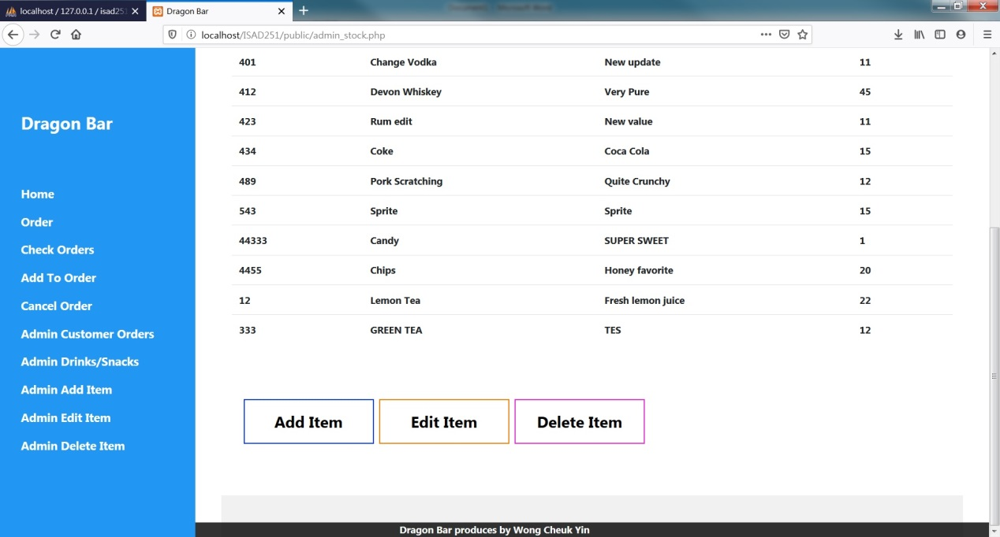 localhost / 127.0.0.1 / isad251
Dragon Bar
localhost/ISAD251/public/admin_stock.php
Dragon Bar
Home
Order
Check Orders
Add To Order
Cancel Order
Admin Customer Orders
Admin Drinks/Snacks
Admin Add Item
Admin Edit Item
Admin Delete Item
401 Change Vodka New update 11
412 Devon Whiskey Very Pure 45
423 Rum edit New value 11
434 Coke Coca Cola 15
489 Pork Scratching Quite Crunchy 12
543 Sprite Sprite 15
44333 Candy SUPER SWEET 1
4455 Chips Honey favorite 20
12 Lemon Tea Fresh lemon juice 22
333 GREEN TEA TES 12
Add Item Edit Item Delete Item
Dragon Bar produces by Wong Cheuk Yin